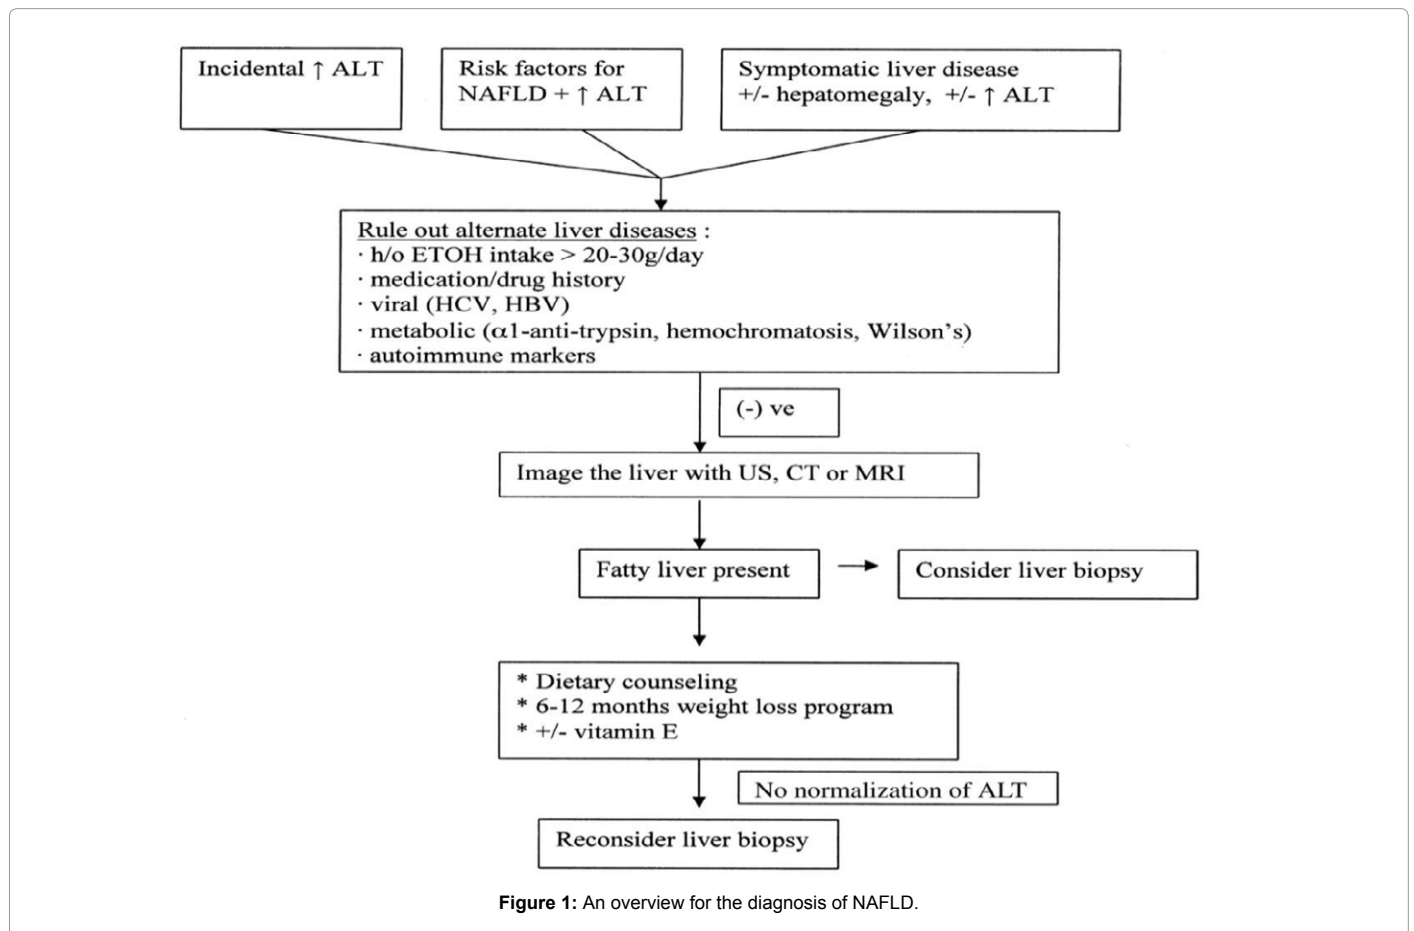 Incidental ↑ ALT
Risk factors for
NAFLD + ↑ ALT
Symptomatic liver disease
+/- hepatomegaly, +/- ↑ ALT
Rule out alternate liver diseases :
· h/o ETOH intake > 20-30g/day
· medication/drug history
· viral (HCV, HBV)
· metabolic (α1-anti-trypsin, hemochromatosis, Wilson's)
· autoimmune markers
(-) ve
Image the liver with US, CT or MRI
Fatty liver present
Consider liver biopsy
* Dietary counseling
* 6-12 months weight loss program
* +/- vitamin E
No normalization of ALT
Reconsider liver biopsy
Figure 1: An overview for the diagnosis of NAFLD.